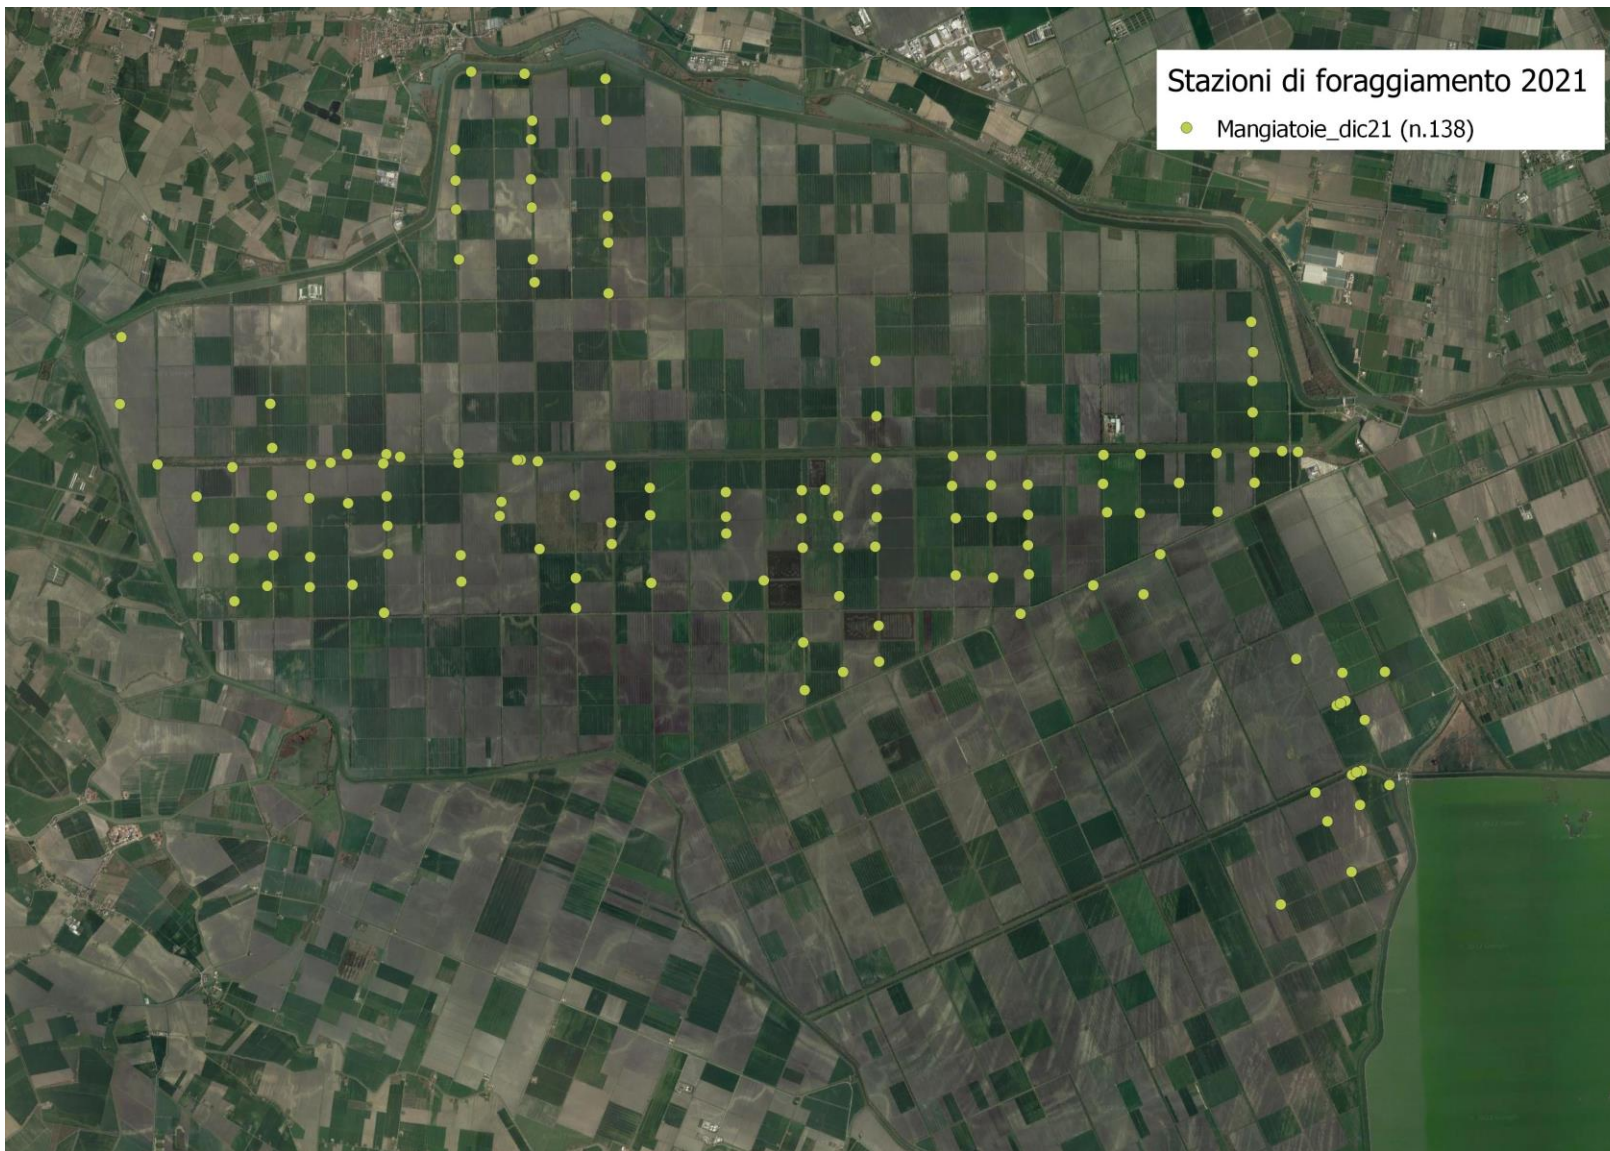 Stazioni di foraggiamento 2021
Mangiatoie_dic21 (n.138)